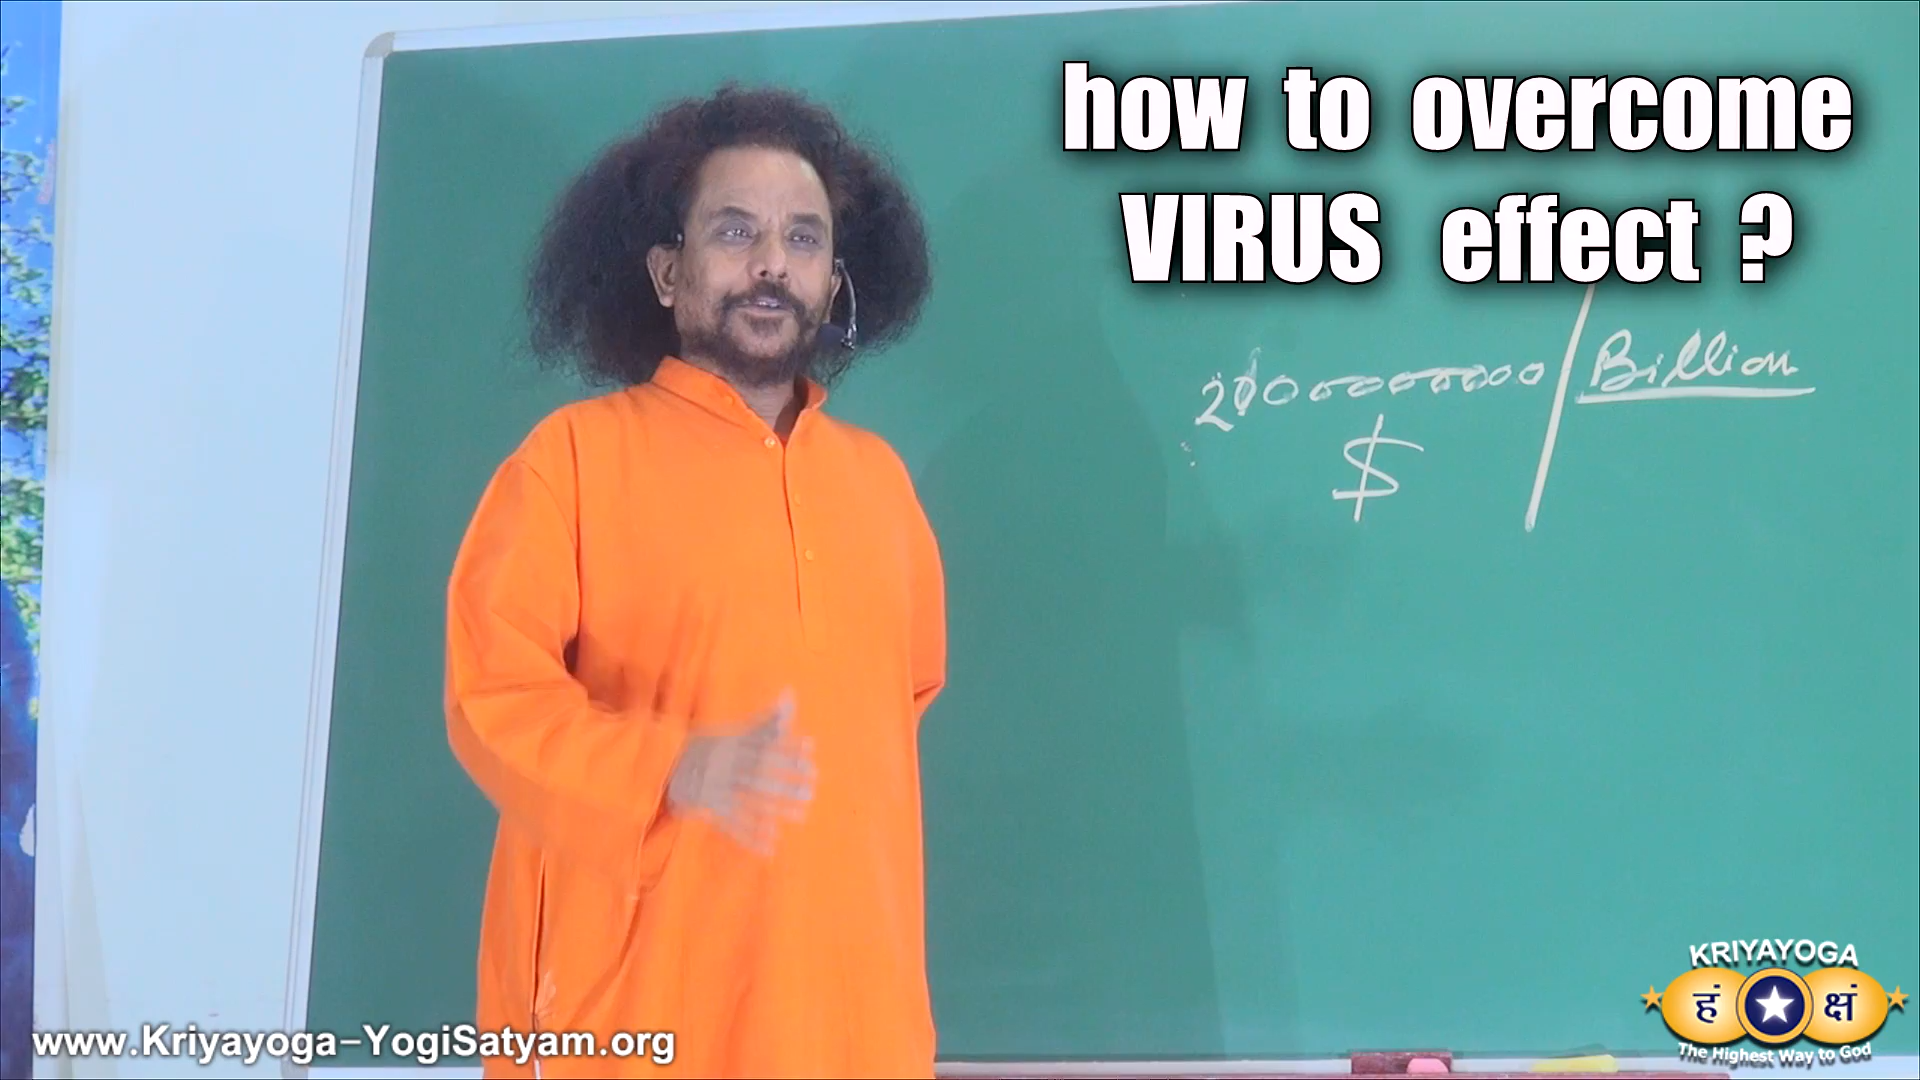 how to overcome
VIRUS effect ?
Billion
$
www.Kriyayoga-YogiSatyam.org
KRIYAYOGA
हं क्षं
The Highest Way to God